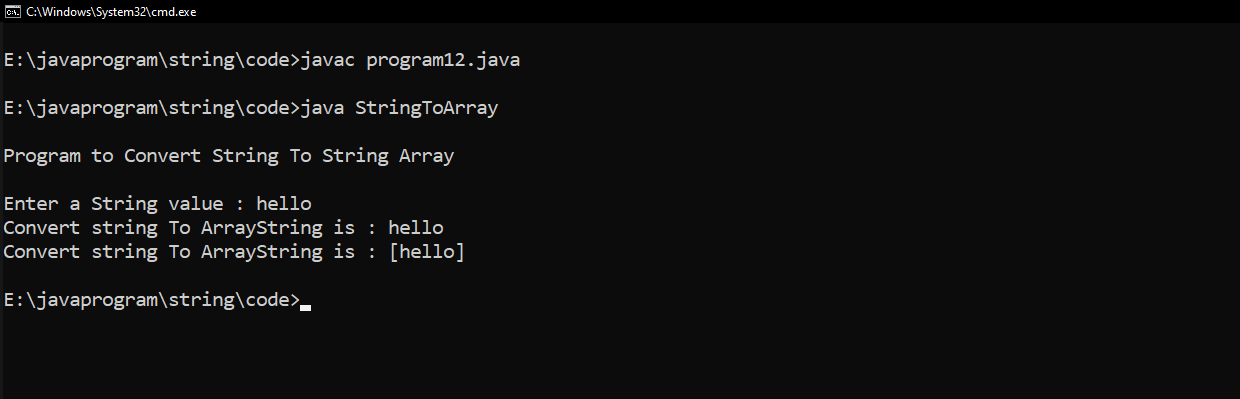 C:\Windows\System32\cmd.exe
E:\javaprogram\string\code>javac program12.java
E:\javaprogram\string\code>java StringToArray
Program to Convert String To String Array
Enter a String value : hello
Convert string To ArrayString is : hello
Convert string To ArrayString is : [hello]
E:\javaprogram\string\code>